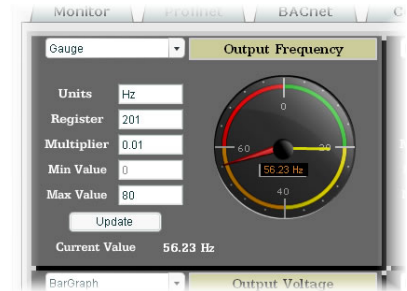 Monitor Profinet BACnet C
Gauge Output Frequency
Units Hz
Register 201
Multiplier 0.01
Min Value 0
Max Value 80
Update
Current Value 56.23 Hz
0
60 20
56.23 Hz
40
BarGraph Output Voltage